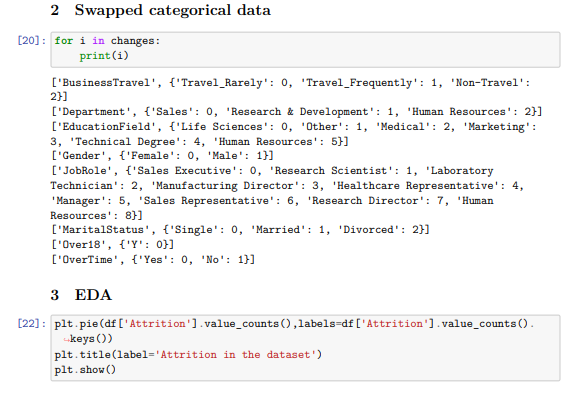 2 Swapped categorical data
[20]: for i in changes:
    print(i)
['BusinessTravel', {'Travel_Rarely': 0, 'Travel_Frequently': 1, 'Non-Travel':
2}]
['Department', {'Sales': 0, 'Research & Development': 1, 'Human Resources': 2}]
['EducationField', {'Life Sciences': 0, 'Other': 1, 'Medical': 2, 'Marketing':
3, 'Technical Degree': 4, 'Human Resources': 5}]
['Gender', {'Female': 0, 'Male': 1}]
['JobRole', {'Sales Executive': 0, 'Research Scientist': 1, 'Laboratory
Technician': 2, 'Manufacturing Director': 3, 'Healthcare Representative': 4,
'Manager': 5, 'Sales Representative': 6, 'Research Director': 7, 'Human
Resources': 8}]
['MaritalStatus', {'Single': 0, 'Married': 1, 'Divorced': 2}]
['Over18', {'Y': 0}]
['OverTime', {'Yes': 0, 'No': 1}]
3 EDA
[22]: plt.pie(df['Attrition'].value_counts(),labels=df['Attrition'].value_counts().
↪keys())
plt.title(label='Attrition in the dataset')
plt.show()